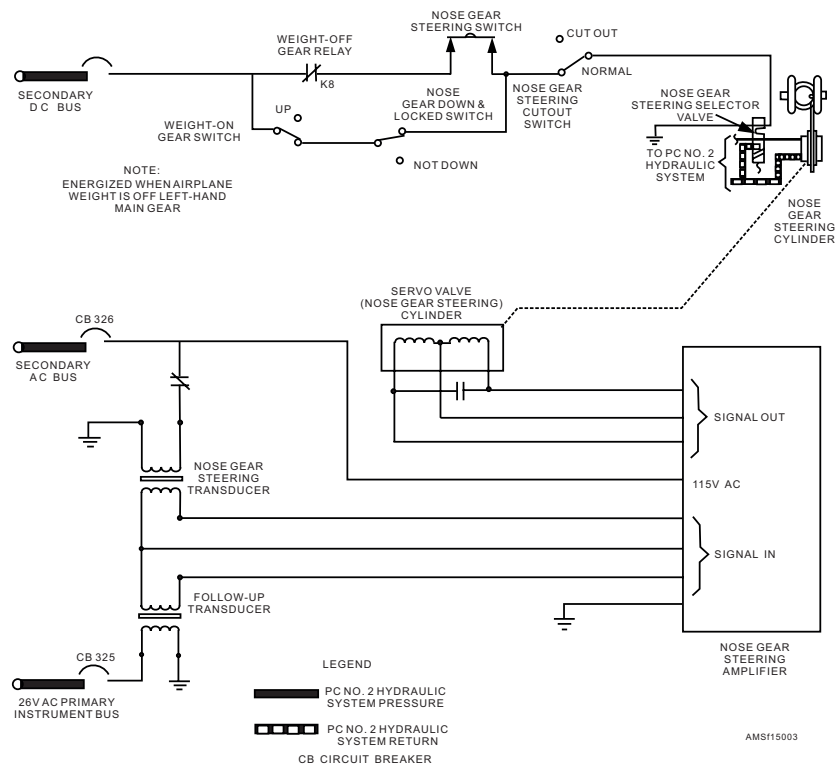 NOSE GEAR
STEERING SWITCH
CUT OUT
WEIGHT-OFF
GEAR RELAY
K8
NORMAL
SECONDARY
DC BUS
NOSE
GEAR DOWN &
LOCKED SWITCH
NOSE GEAR
STEERING
CUTOUT
SWITCH
NOSE GEAR
STEERING SELECTOR
VALVE
UP
WEIGHT-ON
GEAR SWITCH
NOT DOWN
TO PC NO. 2
HYDRAULIC
SYSTEM
NOTE:
ENERGIZED WHEN AIRPLANE
WEIGHT IS OFF LEFT-HAND
MAIN GEAR
NOSE
GEAR
STEERING
CYLINDER
SERVO VALVE
(NOSE GEAR STEERING)
CYLINDER
CB 326
SECONDARY
AC BUS
SIGNAL OUT
NOSE GEAR
STEERING
TRANSDUCER
115V AC
SIGNAL IN
FOLLOW-UP
TRANSDUCER
CB 325
26V AC PRIMARY
INSTRUMENT BUS
NOSE GEAR
STEERING
AMPLIFIER
LEGEND
PC NO. 2 HYDRAULIC
SYSTEM PRESSURE
PC NO. 2 HYDRAULIC
SYSTEM RETURN
CB CIRCUIT BREAKER
AMSf15003